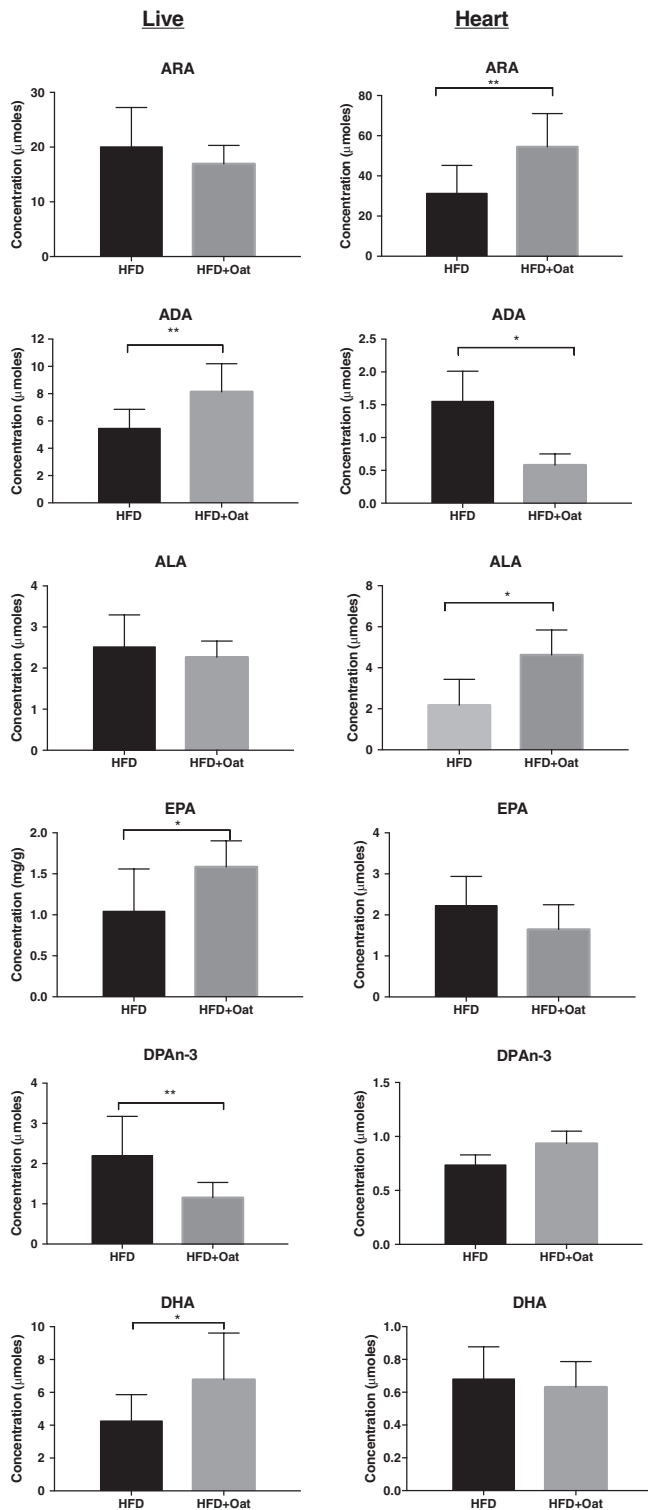 Live
Heart
ARA
Concentration (μmoles)
30
20
10
0
HFD
HFD+Oat
ARA
**
Concentration (μmoles)
80
60
40
20
0
HFD
HFD+Oat
ADA
**
Concentration (μmoles)
12
10
8
6
4
2
0
HFD
HFD+Oat
ADA
*
Concentration (μmoles)
2.5
2.0
1.5
1.0
0.5
0.0
HFD
HFD+Oat
ALA
Concentration (μmoles)
4
3
2
1
0
HFD
HFD+Oat
ALA
*
Concentration (μmoles)
8
6
4
2
0
HFD
HFD+Oat
EPA
*
Concentration (mg/g)
2.0
1.5
1.0
0.5
0.0
HFD
HFD+Oat
EPA
Concentration (μmoles)
4
3
2
1
0
HFD
HFD+Oat
DPAn-3
**
Concentration (μmoles)
4
3
2
1
0
HFD
HFD+Oat
DPAn-3
Concentration (μmoles)
1.5
1.0
0.5
0.0
HFD
HFD+Oat
DHA
*
Concentration (μmoles)
10
8
6
4
2
0
HFD
HFD+Oat
DHA
Concentration (μmoles)
1.0
0.8
0.6
0.4
0.2
0.0
HFD
HFD+Oat